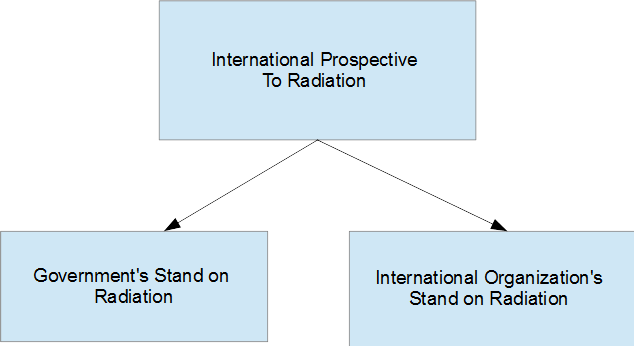 International Prospective
To Radiation
Government's Stand on
Radiation
International Organization's
Stand on Radiation